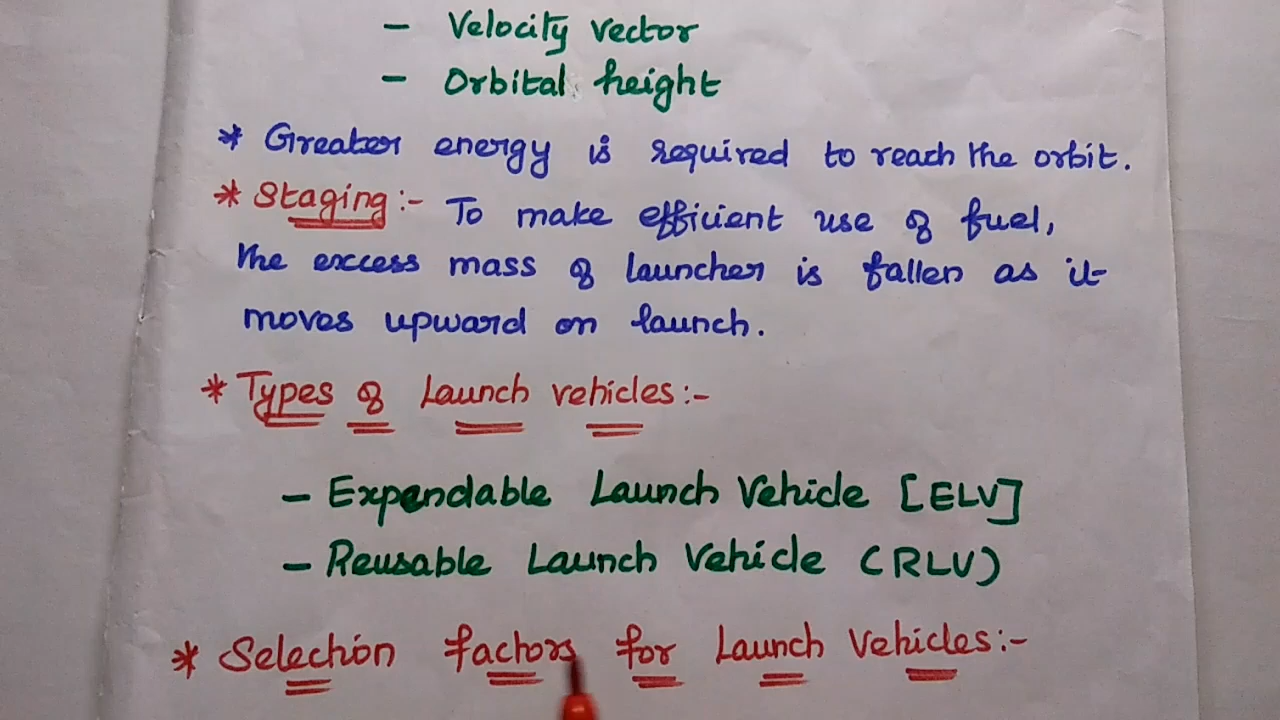 - Velocity vector
- Orbital height
* Greater energy is required to reach the orbit.
* Staging :- To make efficient use of fuel,
the excess mass of launcher is fallen as it
moves upward on launch.
* Types of Launch vehicles :-
- Expendable Launch Vehicle [ELV]
- Reusable Launch Vehicle (RLV)
* Selection factors for Launch Vehicles :-